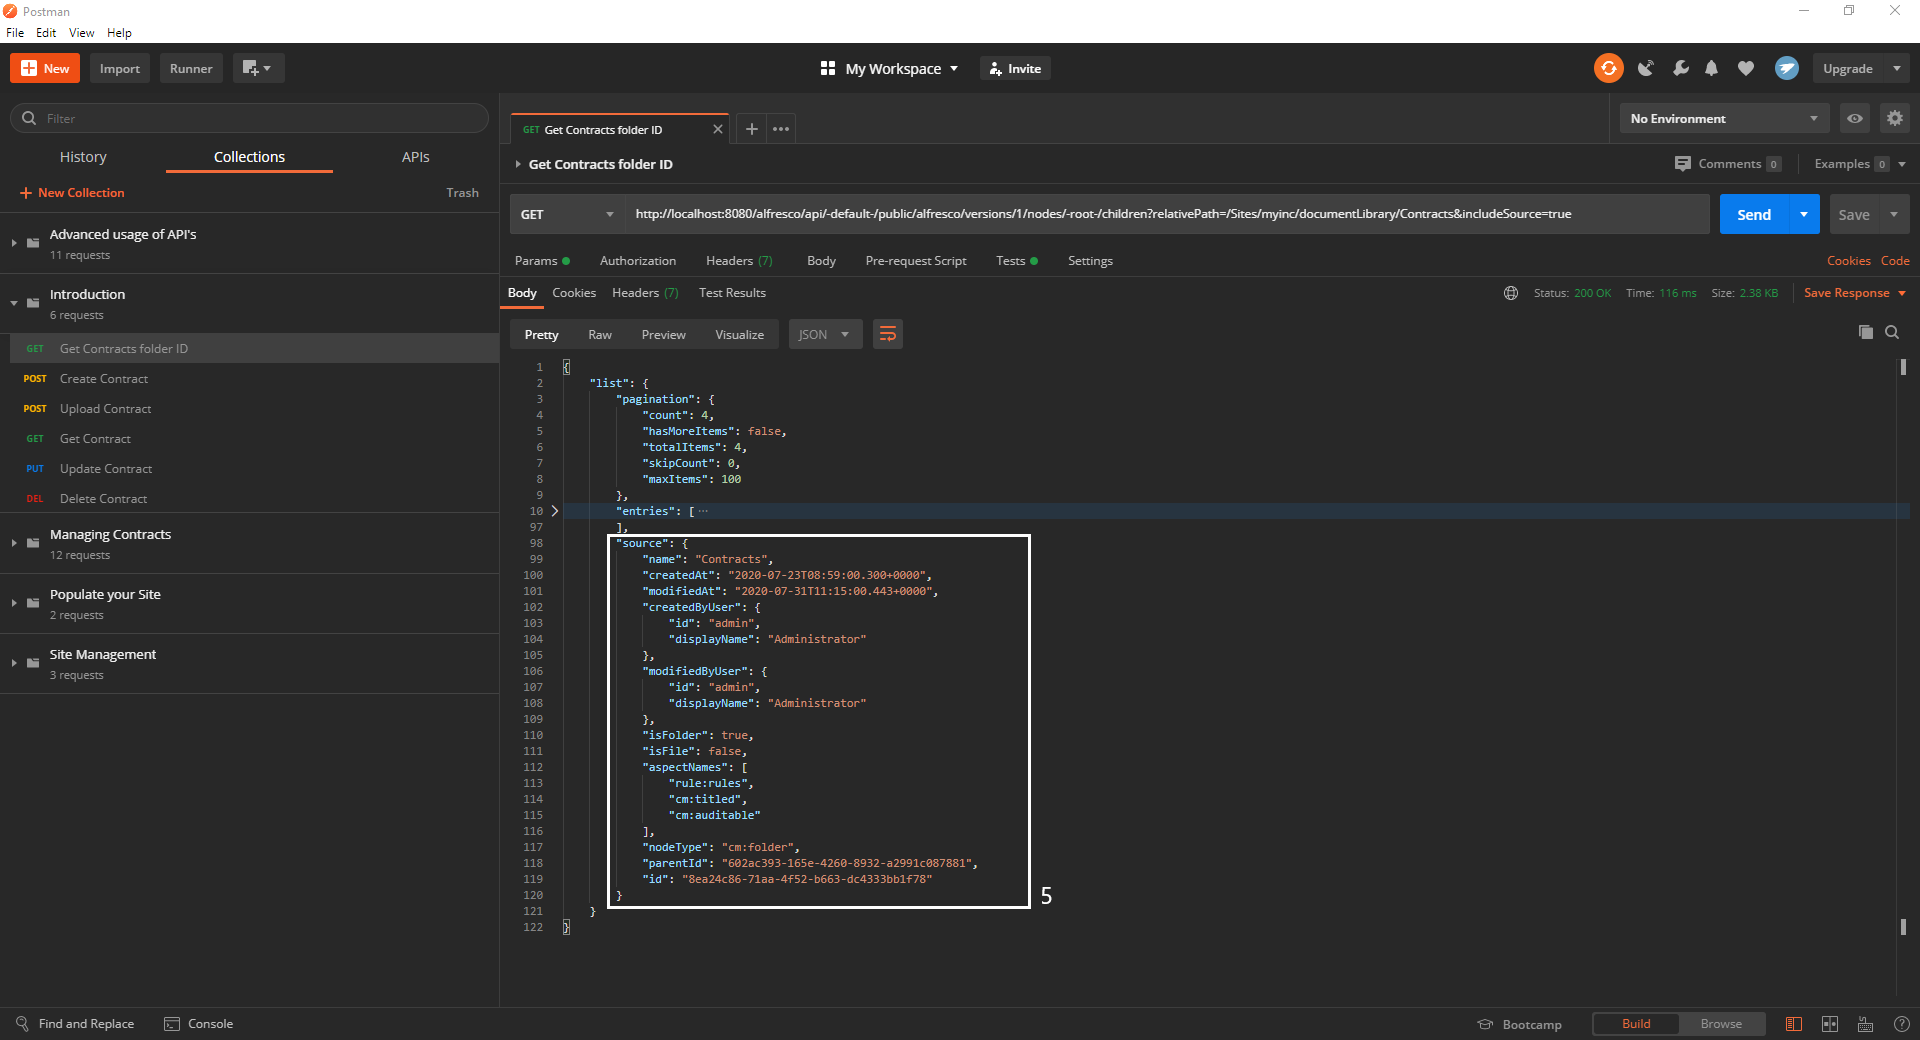 Postman
File Edit View Help
New Import Runner My Workspace Invite Upgrade
Filter
History Collections APIs
New Collection Trash
Advanced usage of API's
11 requests
Introduction
6 requests
GET Get Contracts folder ID
POST Create Contract
POST Upload Contract
GET Get Contract
PUT Update Contract
DEL Delete Contract
Managing Contracts
12 requests
Populate your Site
2 requests
Site Management
3 requests
GET Get Contracts folder ID No Environment
Get Contracts folder ID Comments 0 Examples 0
GET http://localhost:8080/alfresco/api/-default-/public/alfresco/versions/1/nodes/-root-/children?relativePath=/Sites/myinc/documentLibrary/Contracts&includeSource=true Send Save
Params Authorization Headers (7) Body Pre-request Script Tests Settings Cookies Code
Body Cookies Headers (7) Test Results Status: 200 OK Time: 116 ms Size: 2.38 KB Save Response
Pretty Raw Preview Visualize JSON
1 {
2 "list": {
3 "pagination": {
4 "count": 4,
5 "hasMoreItems": false,
6 "totalItems": 4,
7 "skipCount": 0,
8 "maxItems": 100
9 },
10 "entries": [ ···
97 ],
98 "source": {
99 "name": "Contracts",
100 "createdAt": "2020-07-23T08:59:00.300+0000",
101 "modifiedAt": "2020-07-31T11:15:00.443+0000",
102 "createdByUser": {
103 "id": "admin",
104 "displayName": "Administrator"
105 },
106 "modifiedByUser": {
107 "id": "admin",
108 "displayName": "Administrator"
109 },
110 "isFolder": true,
111 "isFile": false,
112 "aspectNames": [
113 "rule:rules",
114 "cm:titled",
115 "cm:auditable"
116 ],
117 "nodeType": "cm:folder",
118 "parentId": "602ac393-165e-4260-8932-a2991c087881",
119 "id": "8ea24c86-71aa-4f52-b663-dc4333bb1f78"
120 }
5
121 }
122 }
Find and Replace Console Bootcamp Build Browse